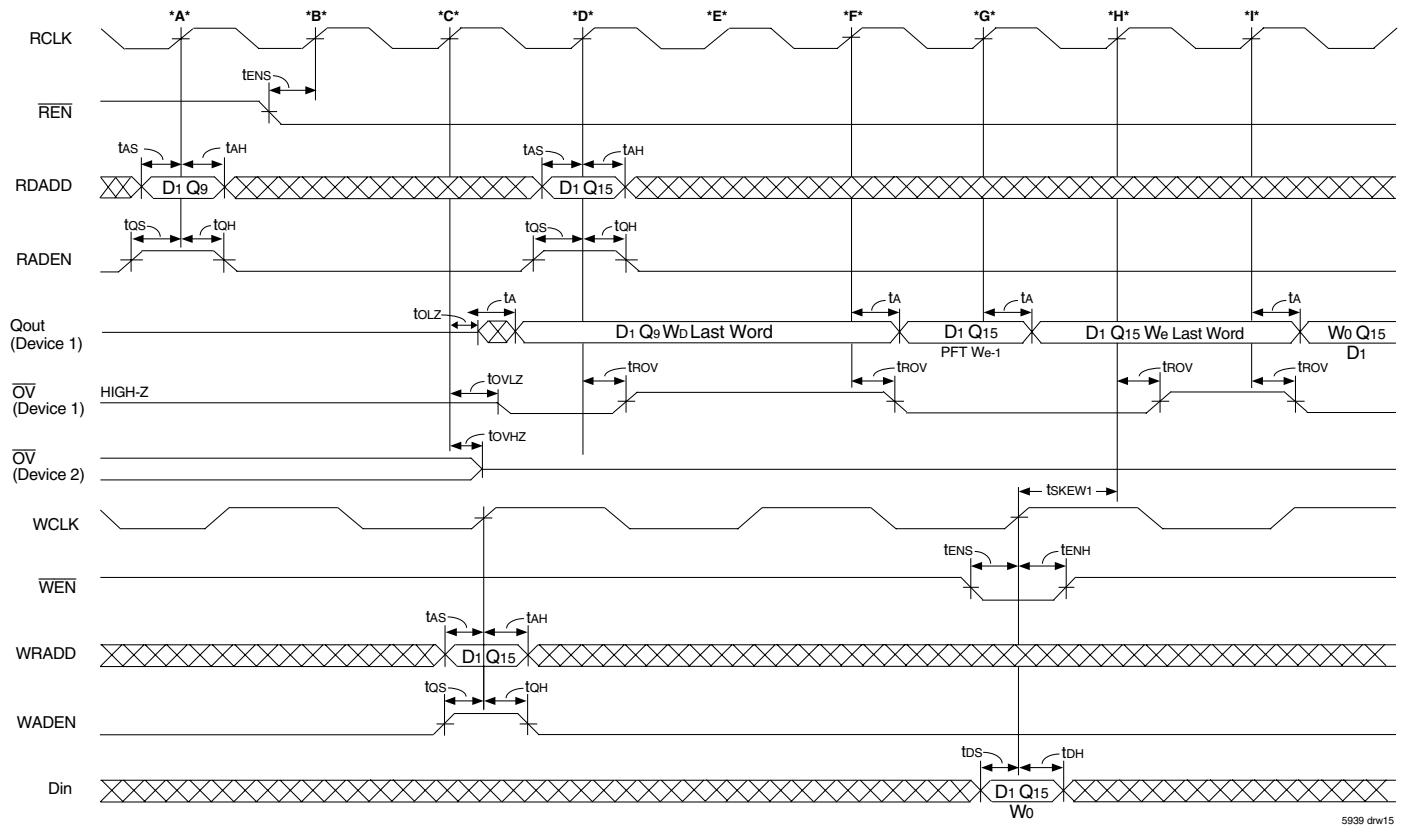 *A* *B* *C* *D* *E* *F* *G* *H* *I*
RCLK
tENS
REN
tAS tAH tAS tAH
RDADD D1 Q9 D1 Q15
tQS tQH tQS tQH
RADEN
tOLZ tA tA tA tA
Qout
(Device 1)
D1 Q9 WD Last Word D1 Q15 D1 Q15 We Last Word W0 Q15
PFT We-1 D1
tOVLZ tROV tROV tROV tROV
OV
(Device 1)
HIGH-Z
tOVHZ
OV
(Device 2)
tSKEW1
WCLK
tENS tENH
WEN
tAS tAH
WRADD D1 Q15
tQS tQH
WADEN
tDS tDH
Din D1 Q15
W0
5939 drw15